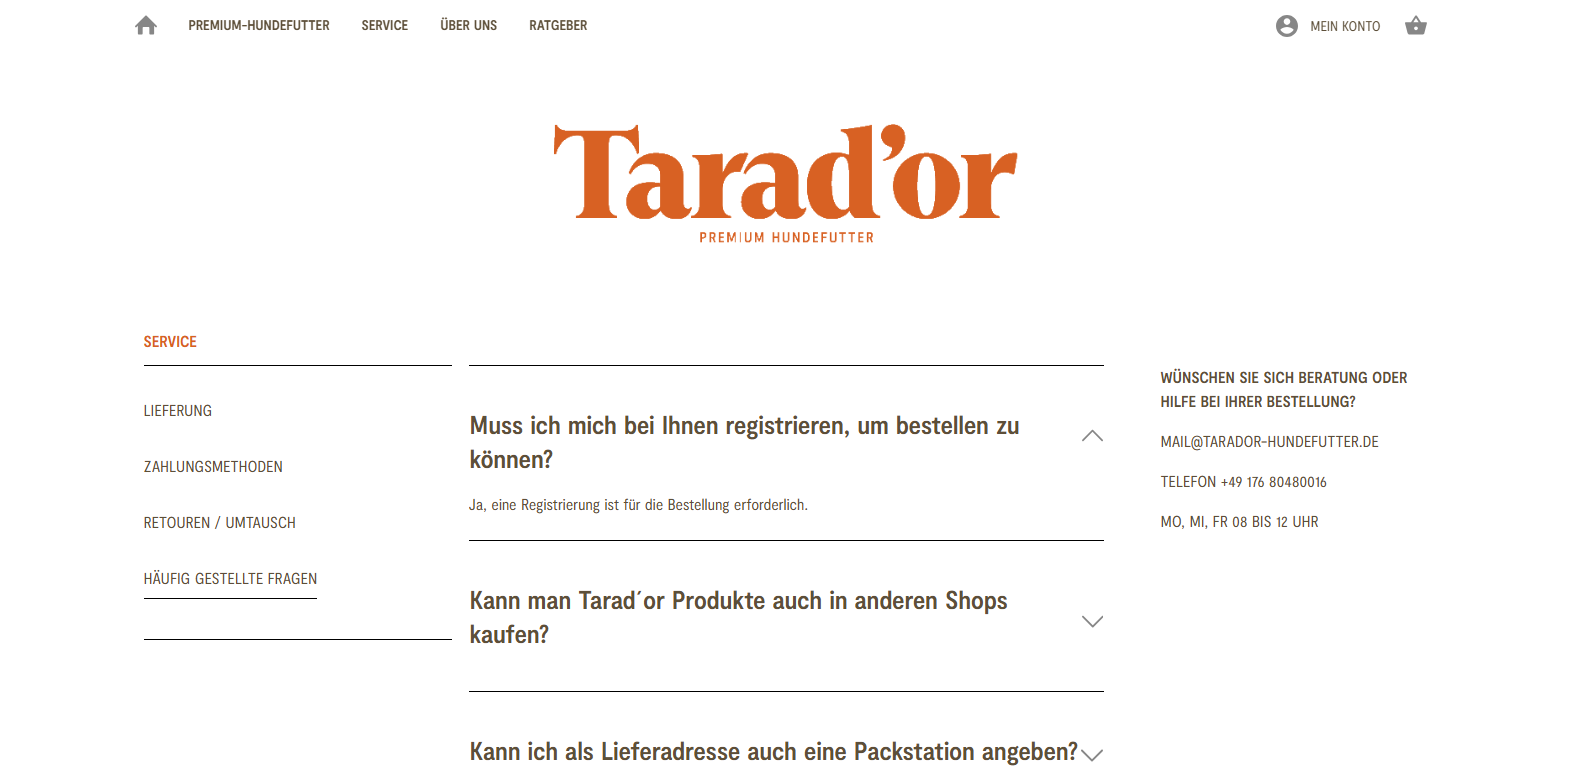 PREMIUM-HUNDEFUTTER SERVICE ÜBER UNS RATGEBER MEIN KONTO
Tarad'or
PREMIUM HUNDEFUTTER
SERVICE
LIEFERUNG
ZAHLUNGSMETHODEN
RETOUREN / UMTAUSCH
HÄUFIG GESTELLTE FRAGEN
Muss ich mich bei Ihnen registrieren, um bestellen zu
können?
Ja, eine Registrierung ist für die Bestellung erforderlich.
Kann man Tarad´or Produkte auch in anderen Shops
kaufen?
Kann ich als Lieferadresse auch eine Packstation angeben?
WÜNSCHEN SIE SICH BERATUNG ODER
HILFE BEI IHRER BESTELLUNG?
MAIL@TARADOR-HUNDEFUTTER.DE
TELEFON +49 176 80480016
MO, MI, FR 08 BIS 12 UHR